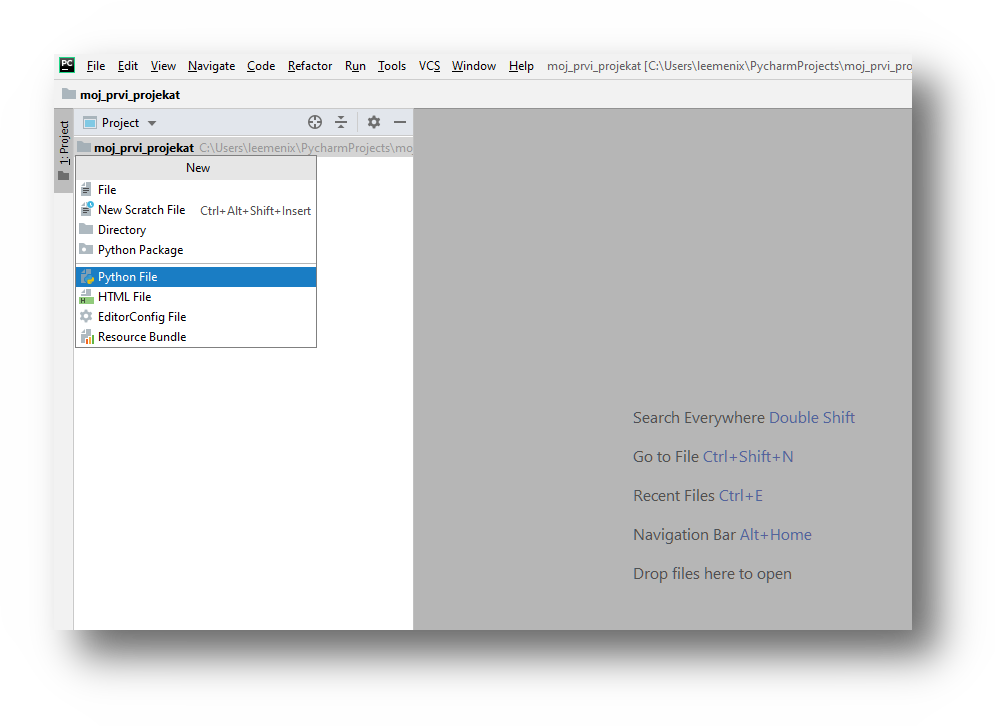 PC File Edit View Navigate Code Refactor Run Tools VCS Window Help moj_prvi_projekat [C:\Users\leemenix\PycharmProjects\moj_prvi_pro
moj_prvi_projekat
1: Project
Project
moj_prvi_projekat C:\Users\leemenix\PycharmProjects\mo
New
File
New Scratch File Ctrl+Alt+Shift+Insert
Directory
Python Package
Python File
HTML File
EditorConfig File
Resource Bundle
Search Everywhere Double Shift
Go to File Ctrl+Shift+N
Recent Files Ctrl+E
Navigation Bar Alt+Home
Drop files here to open